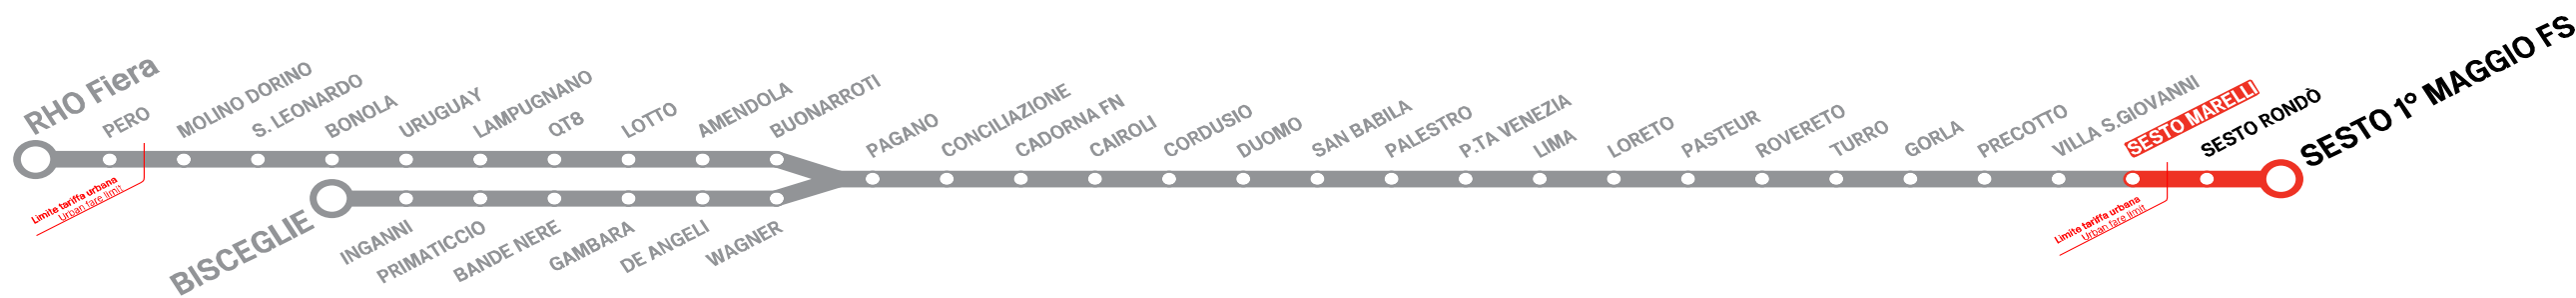 RHO Fiera
PERO
MOLINO DORINO
S. LEONARDO
BONOLA
URUGUAY
LAMPUGNANO
QT8
LOTTO
AMENDOLA
BUONARROTI
Limite tariffa urbana
Urban fare limit
BISCEGLIE
INGANNI
PRIMATICCIO
BANDE NERE
GAMBARA
DE ANGELI
WAGNER
PAGANO
CONCILIAZIONE
CADORNA FN
CAIROLI
CORDUSIO
DUOMO
SAN BABILA
PALESTRO
P.TA VENEZIA
LIMA
LORETO
PASTEUR
ROVERETO
TURRO
GORLA
PRECOTTO
VILLA S.GIOVANNI
SESTO MARELLI
SESTO RONDÒ
SESTO 1° MAGGIO FS
Limite tariffa urbana
Urban fare limit